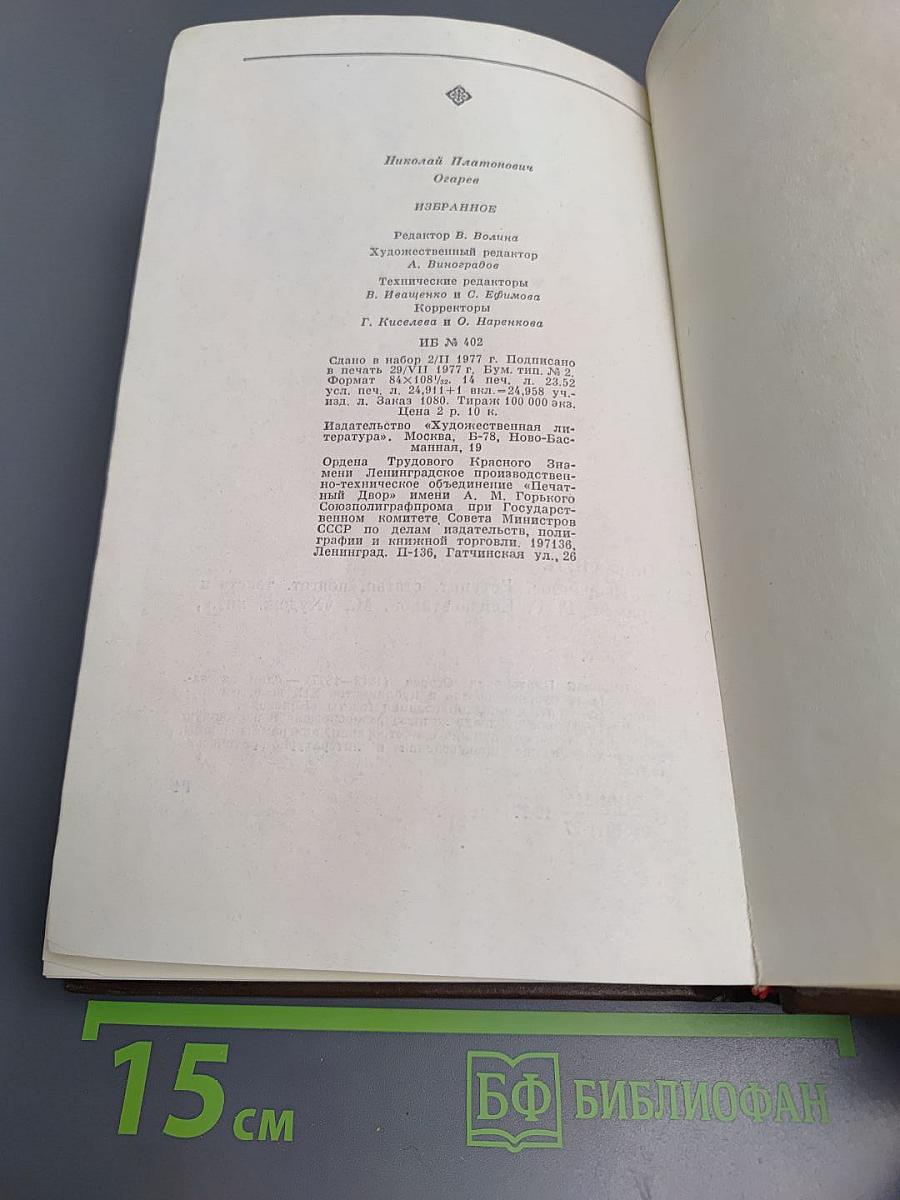 Николай Платонович
Огарев
ИЗБРАННОЕ
Редактор В. Волина
Художественный редактор
А. Виноградов
Технические редакторы
В. Иващенко и С. Ефимова
Корректоры
Г. Киселева и О. Наренкова
ИБ № 402
Сдано в набор 2/II 1977 г. Подписано
в печать 29/VII 1977 г. Бум. тип. № 2.
Формат 84×108¹/₃₂. 14 печ. л. 23.52
усл. печ. л. 24,911+1 вкл.=24,958 уч.-
изд. л. Заказ 1080. Тираж 100 000 экз.
Цена 2 р. 10 к.
Издательство «Художественная ли-
тература». Москва, Б-78, Ново-Бас-
манная, 19
Ордена Трудового Красного Зна-
мени Ленинградское производствен-
но-техническое объединение «Печат-
ный Двор» имени А. М. Горького
Союзполиграфпрома при Государст-
венном комитете Совета Министров
СССР по делам издательств, поли-
графии и книжной торговли. 197136,
Ленинград, П-136, Гатчинская ул., 26
15 см
БФ БИБЛИОФАН